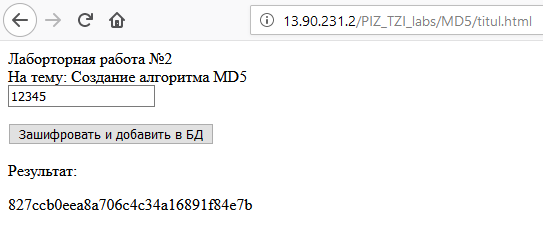 13.90.231.2/PIZ_TZI_labs/MD5/titul.html
Лаборторная работа №2
На тему: Создание алгоритма MD5
12345
Зашифровать и добавить в БД
Результат:
827ccb0eea8a706c4c34a16891f84e7b